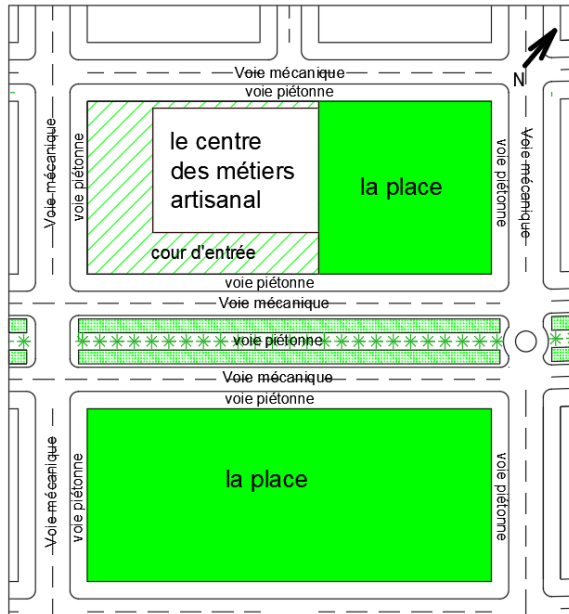 Voie mécanique
voie piétonne
N
Voie mécanique
voie piétonne
le centre
des métiers
artisanal
la place
voie piétonne
Voie mécanique
cour d'entrée
voie piétonne
Voie mécanique
voie piétonne
Voie mécanique
voie piétonne
Voie mécanique
voie piétonne
la place
voie piétonne